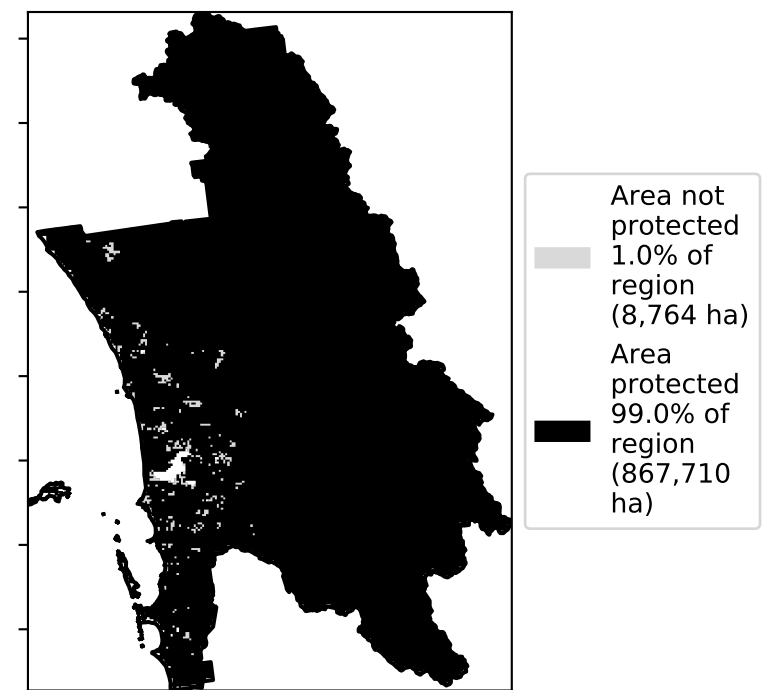 Area not
protected
1.0% of
region
(8,764 ha)
Area
protected
99.0% of
region
(867,710
ha)